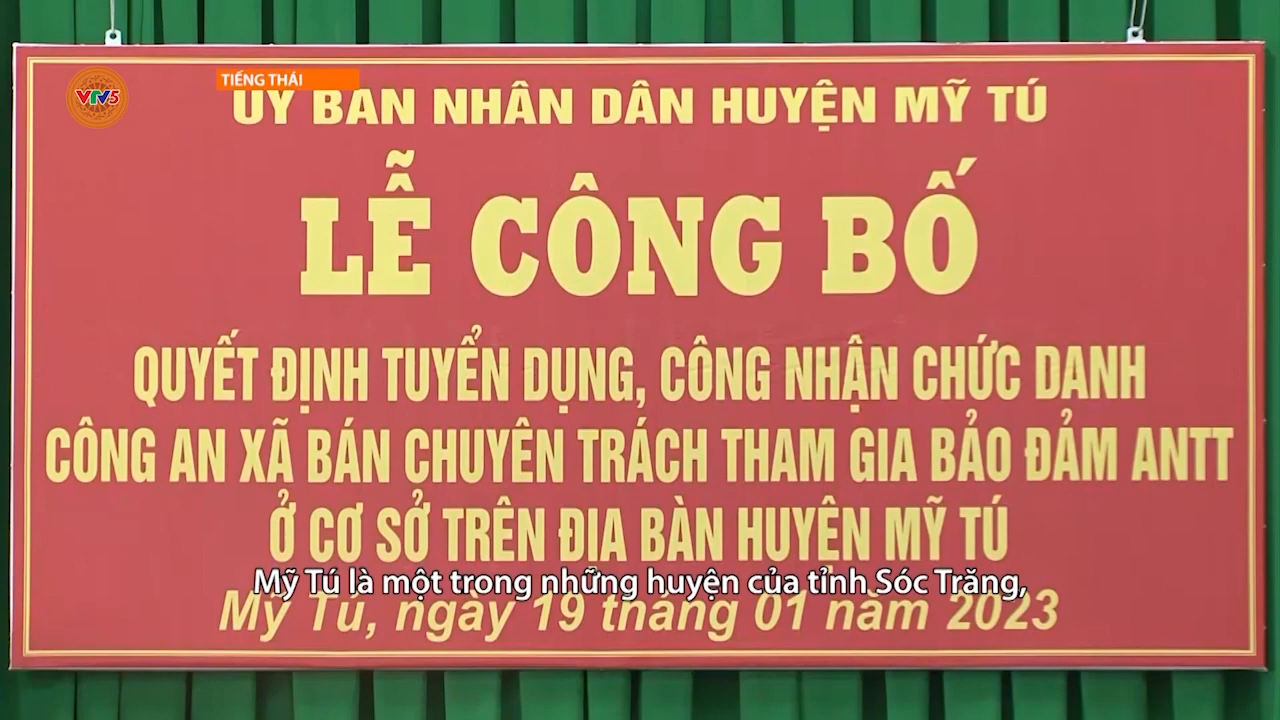 VTV5
TIẾNG THÁI
ỦY BAN NHÂN DÂN HUYỆN MỸ TÚ
LỄ CÔNG BỐ
QUYẾT ĐỊNH TUYỂN DỤNG, CÔNG NHẬN CHỨC DANH
CÔNG AN XÃ BÁN CHUYÊN TRÁCH THAM GIA BẢO ĐẢM ANTT
Ở CƠ SỞ TRÊN ĐỊA BÀN HUYỆN MỸ TÚ
Mỹ Tú là một trong những huyện của tỉnh Sóc Trăng,
Mỹ Tú, ngày 19 tháng 01 năm 2023